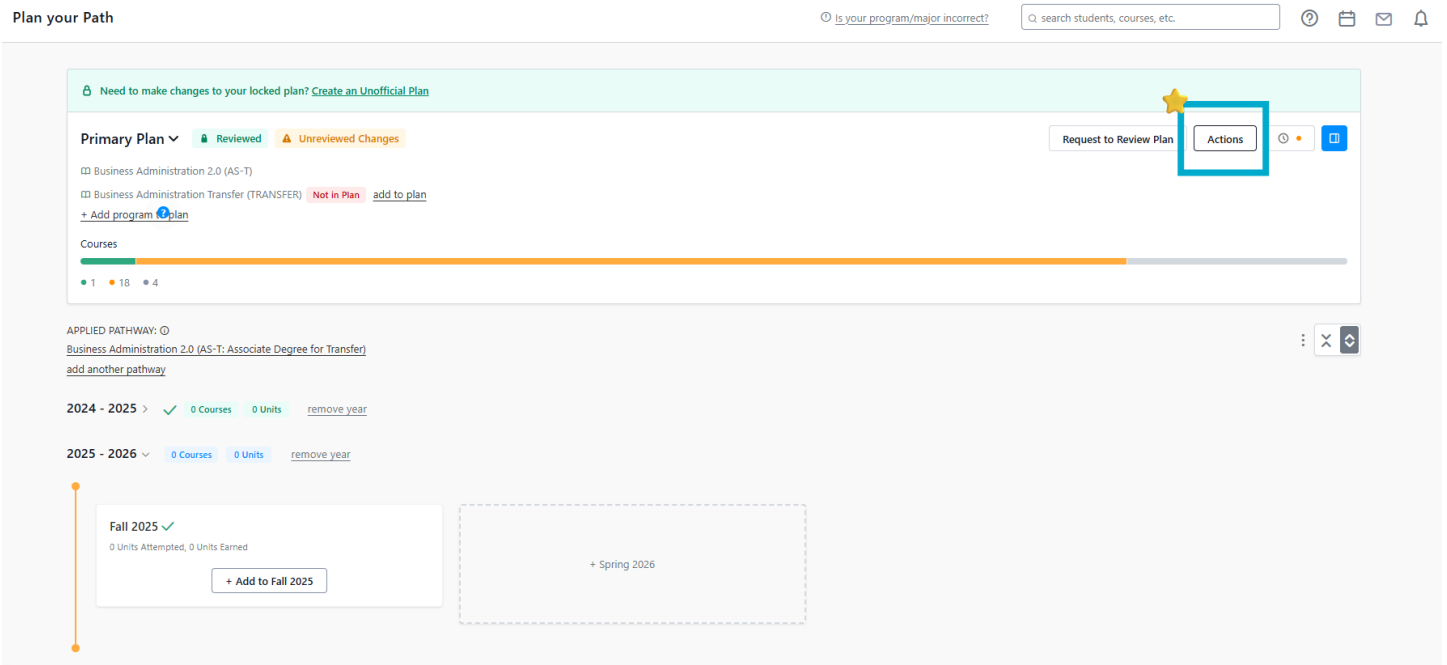 Plan your Path
Is your program/major incorrect?
search students, courses, etc.
Need to make changes to your locked plan? Create an Unofficial Plan
Primary Plan Reviewed Unreviewed Changes
Request to Review Plan Actions
Business Administration 2.0 (AS-T)
Business Administration Transfer (TRANSFER) Not in Plan add to plan
+ Add program plan
Courses
1 18 4
APPLIED PATHWAY:
Business Administration 2.0 (AS-T: Associate Degree for Transfer)
add another pathway
2024 - 2025 0 Courses 0 Units remove year
2025 - 2026 0 Courses 0 Units remove year
Fall 2025
0 Units Attempted, 0 Units Earned
+ Add to Fall 2025
+ Spring 2026